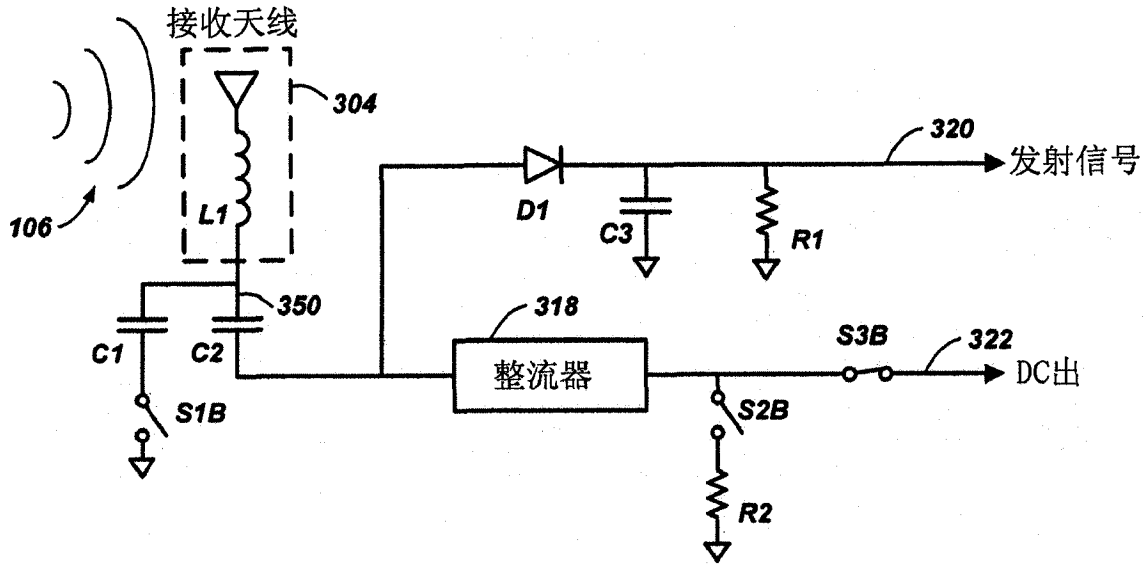 接收天线
304
106
L1
320
发射信号
D1
C3
R1
350
318
S3B
322
C1
C2
整流器
DC出
S1B
S2B
R2